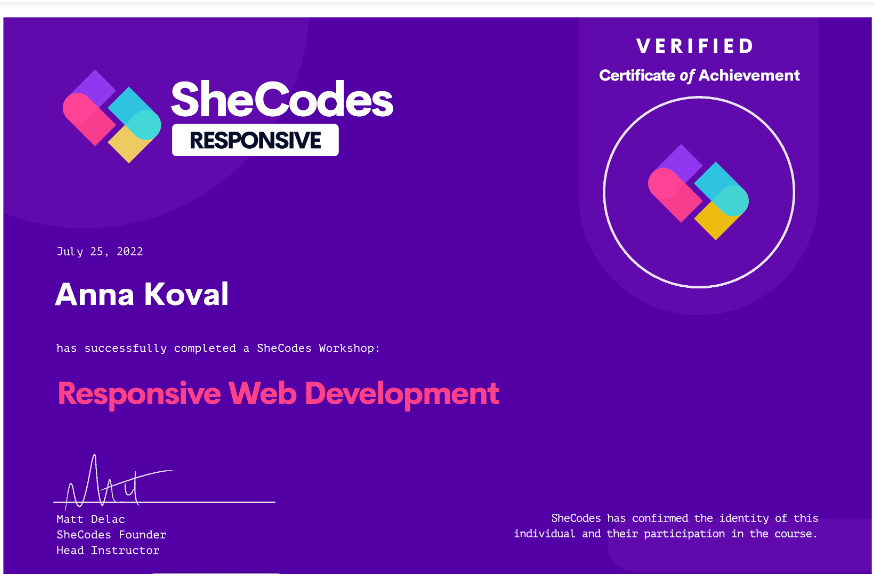 SheCodes
RESPONSIVE
VERIFIED
Certificate of Achievement
July 25, 2022
Anna Koval
has successfully completed a SheCodes Workshop:
Responsive Web Development
Matt Delac
SheCodes Founder
Head Instructor
SheCodes has confirmed the identity of this
individual and their participation in the course.